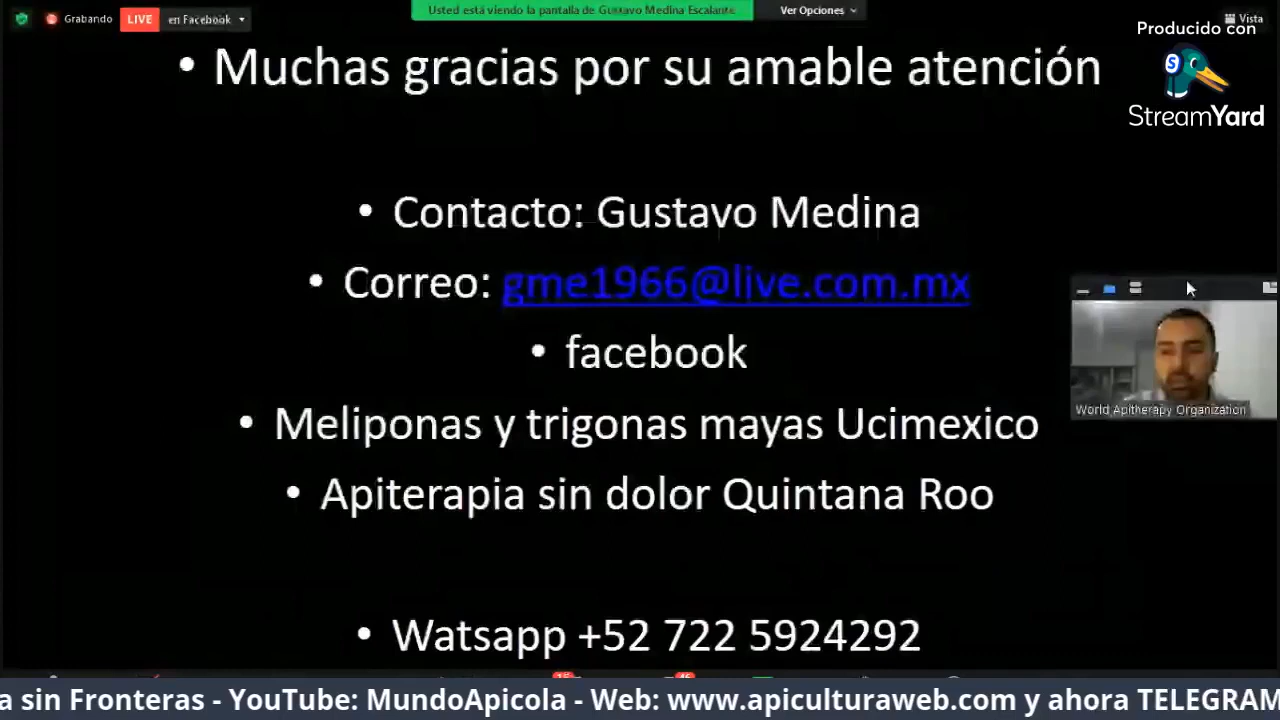 Grabando
LIVE
en Facebook
Usted está viendo la pantalla de Gustavo Medina Escalante
Ver Opciones
Vista
Producido con
S
StreamYard
• Muchas gracias por su amable atención
• Contacto: Gustavo Medina
• Correo: gme1966@live.com.mx
• facebook
• Meliponas y trigonas mayas Ucimexico
• Apiterapia sin dolor Quintana Roo
• Watsapp +52 722 5924292
World Apitherapy Organization
a sin Fronteras - YouTube: MundoApicola - Web: www.apiculturaweb.com y ahora TELEGRAM